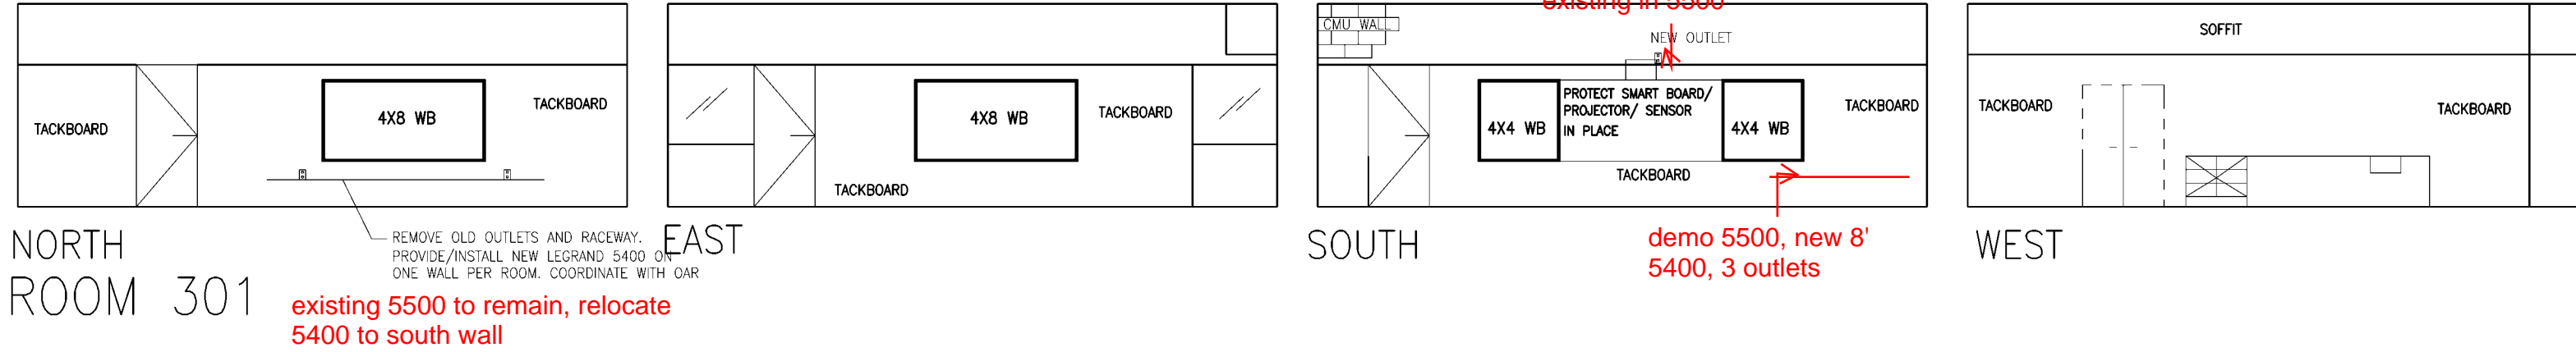 existing in 5500
CMU WALL
NEW OUTLET
SOFFIT
TACKBOARD
4X8 WB
TACKBOARD
4X8 WB
TACKBOARD
TACKBOARD
4X4 WB
PROTECT SMART BOARD/
PROJECTOR/ SENSOR
IN PLACE
4X4 WB
TACKBOARD
TACKBOARD
TACKBOARD
TACKBOARD
NORTH
REMOVE OLD OUTLETS AND RACEWAY.
PROVIDE/INSTALL NEW LEGRAND 5400 ON
ONE WALL PER ROOM. COORDINATE WITH OAR
EAST
SOUTH
demo 5500, new 8'
5400, 3 outlets
WEST
ROOM 301
existing 5500 to remain, relocate
5400 to south wall